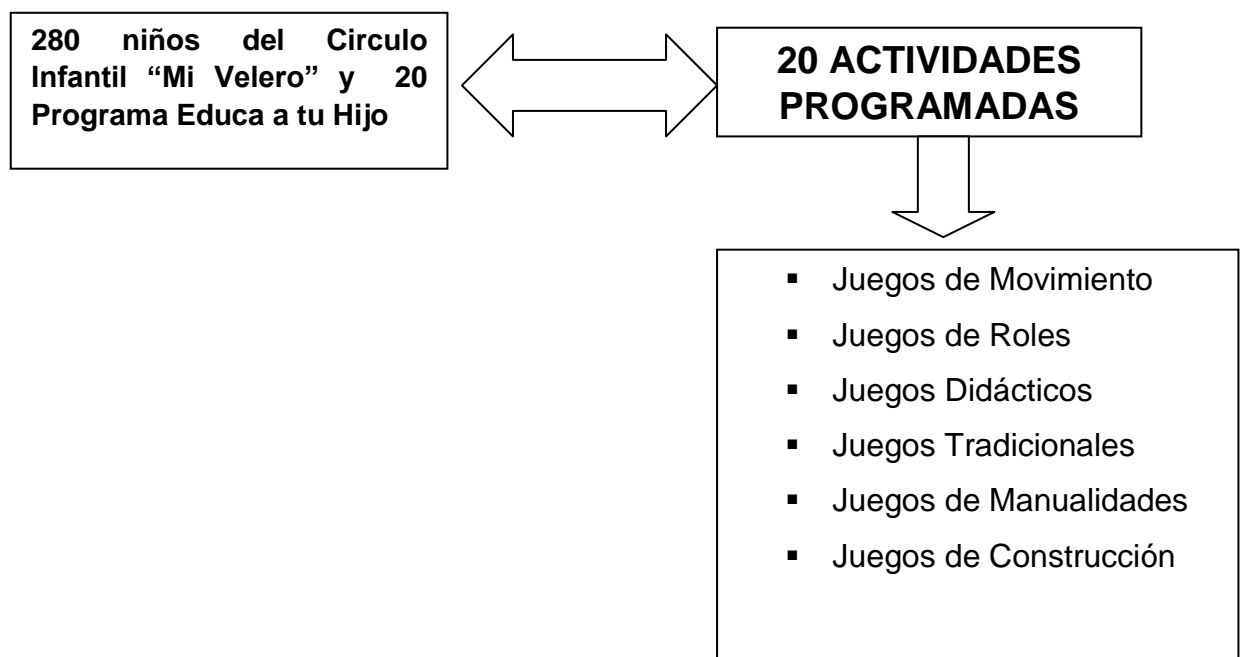 280 niños del Circulo
Infantil “Mi Velero” y 20
Programa Educa a tu Hijo
20 ACTIVIDADES
PROGRAMADAS
▪ Juegos de Movimiento
▪ Juegos de Roles
▪ Juegos Didácticos
▪ Juegos Tradicionales
▪ Juegos de Manualidades
▪ Juegos de Construcción